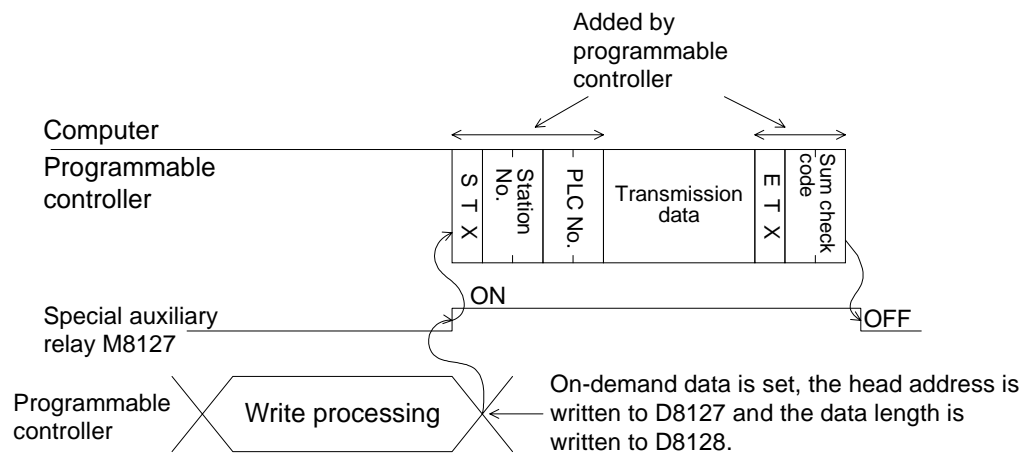 Added by
programmable
controller
Computer
Programmable
controller
STX
Station
No.
PLC No.
Transmission
data
ETX
Sum check
code
ON
Special auxiliary
relay M8127
OFF
Programmable
controller
Write processing
On-demand data is set, the head address is
written to D8127 and the data length is
written to D8128.